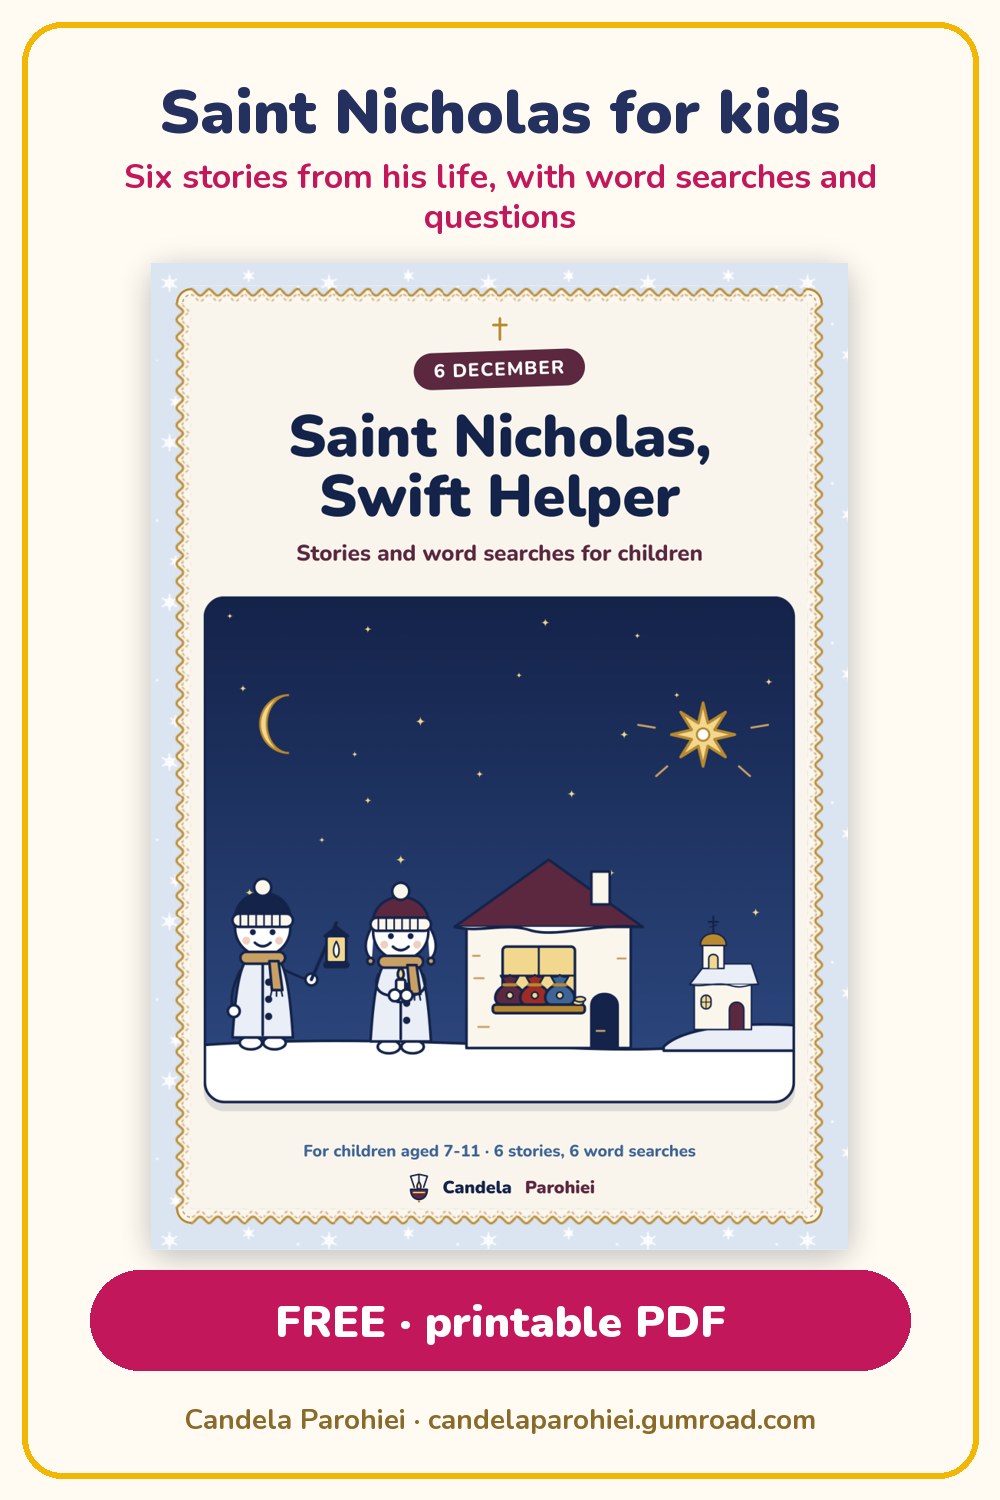 Saint Nicholas for kids
Six stories from his life, with word searches and
questions
6 DECEMBER
Saint Nicholas,
Swift Helper
Stories and word searches for children
For children aged 7-11 · 6 stories, 6 word searches
Candela Parohiei
FREE · printable PDF
Candela Parohiei · candelaparohiei.gumroad.com